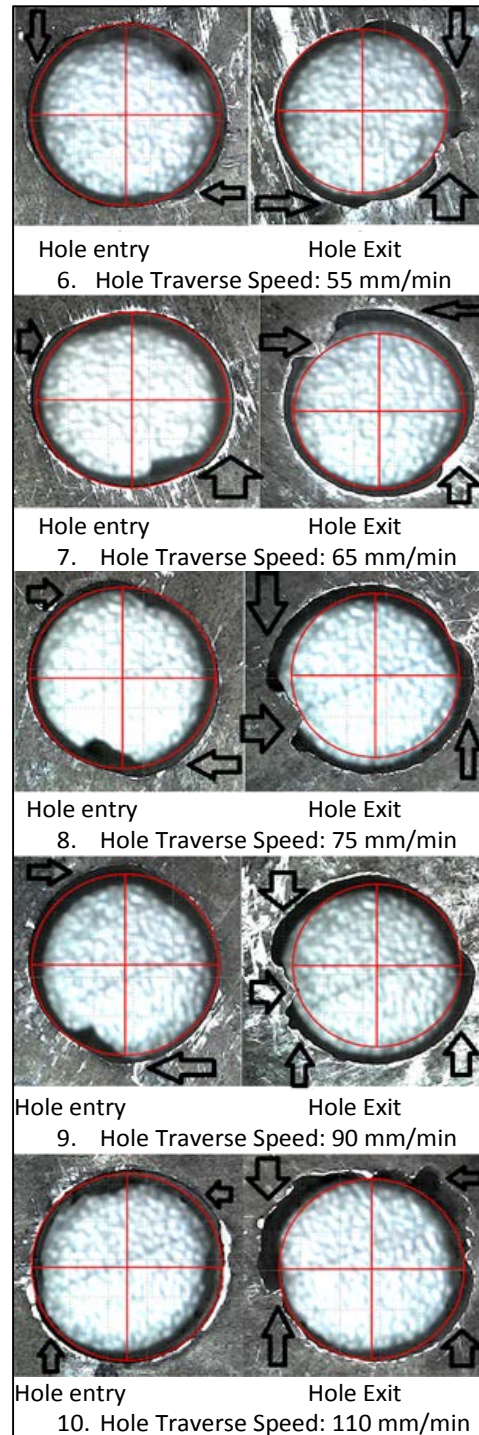 Hole entry Hole Exit
6. Hole Traverse Speed: 55 mm/min
Hole entry Hole Exit
7. Hole Traverse Speed: 65 mm/min
Hole entry Hole Exit
8. Hole Traverse Speed: 75 mm/min
Hole entry Hole Exit
9. Hole Traverse Speed: 90 mm/min
Hole entry Hole Exit
10. Hole Traverse Speed: 110 mm/min